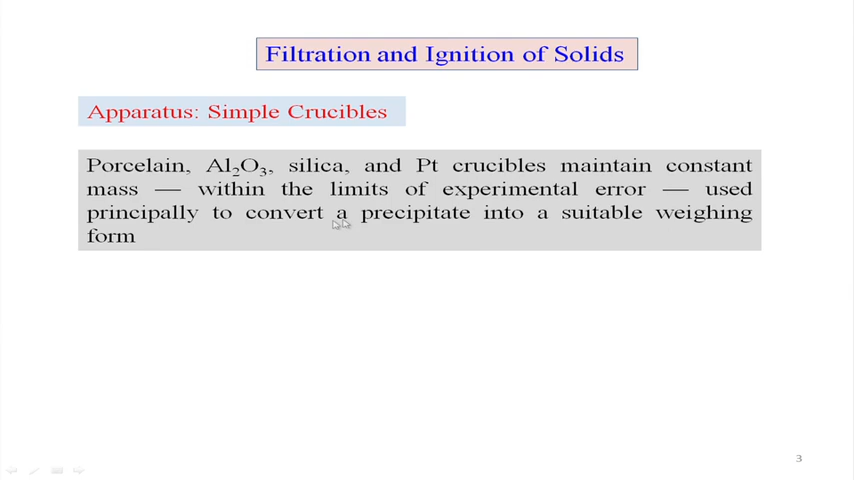 Filtration and Ignition of Solids
Apparatus: Simple Crucibles
Porcelain, Al₂O₃, silica, and Pt crucibles maintain constant
mass — within the limits of experimental error — used
principally to convert a precipitate into a suitable weighing
form
3